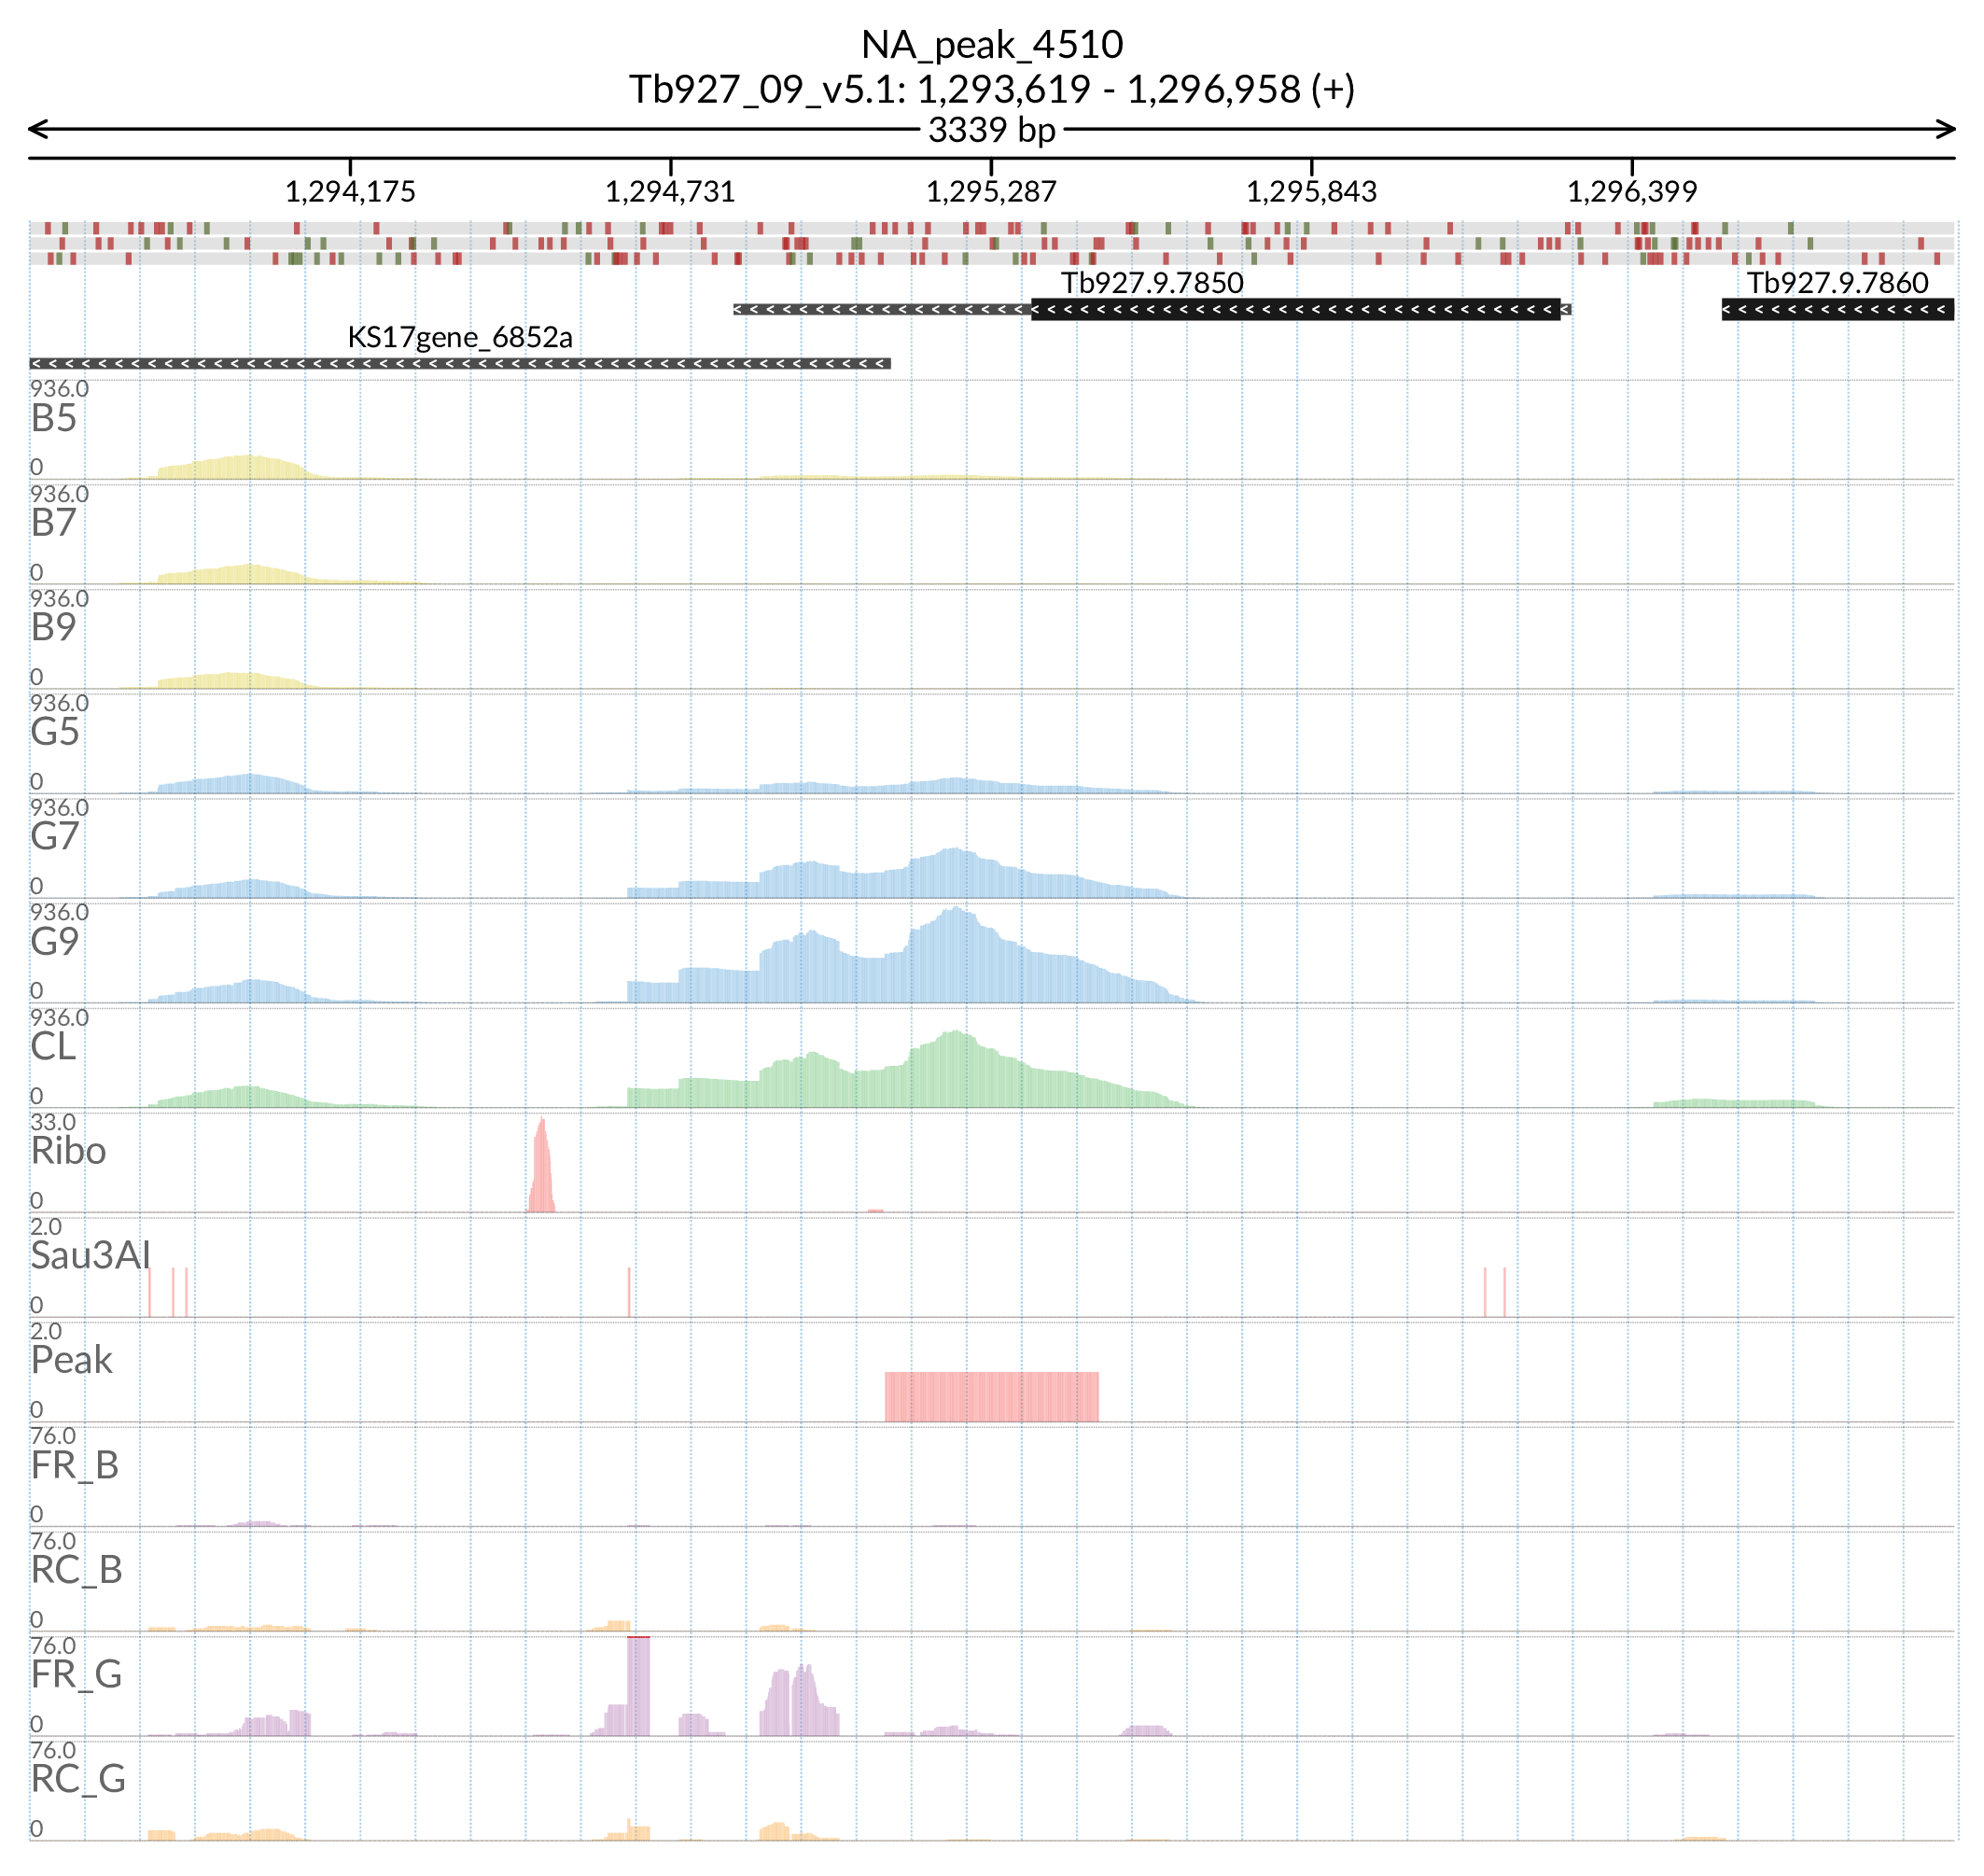 NA_peak_4510
Tb927_09_v5.1: 1,293,619 - 1,296,958 (+)
3339 bp
1,294,175 1,294,731 1,295,287 1,295,843 1,296,399
Tb927.9.7850 Tb927.9.7860
KS17gene_6852a
936.0
B5
0
936.0
B7
0
936.0
B9
0
936.0
G5
0
936.0
G7
0
936.0
G9
0
936.0
CL
0
33.0
Ribo
0
2.0
Sau3AI
0
2.0
Peak
0
76.0
FR_B
0
76.0
RC_B
0
76.0
FR_G
0
76.0
RC_G
0